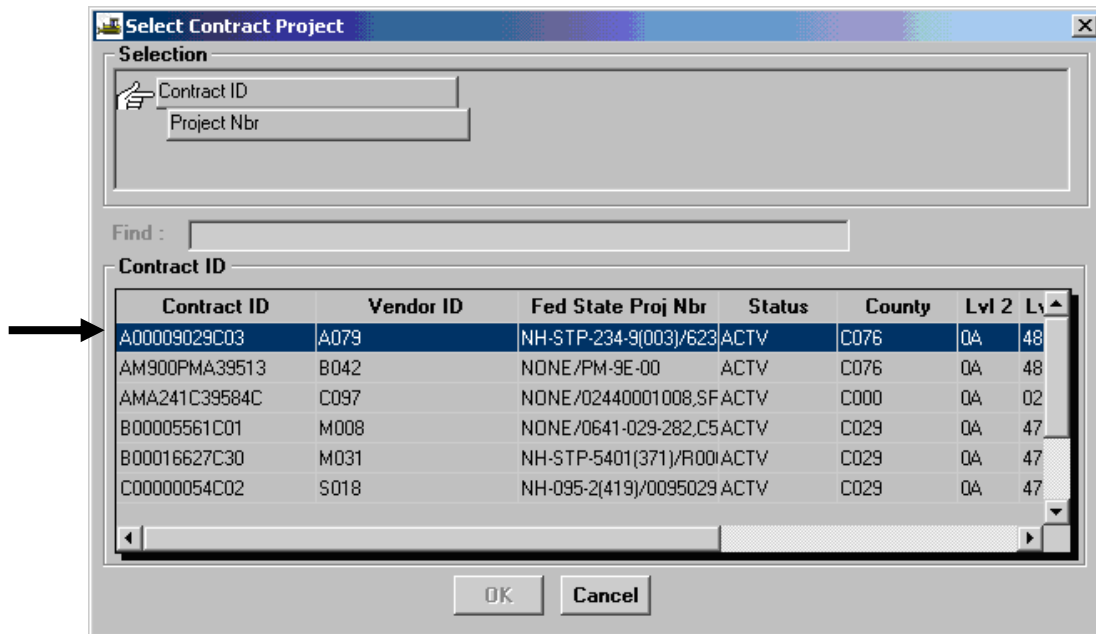 Select Contract Project
Selection
Contract ID
Project Nbr
Find :
Contract ID
Contract ID Vendor ID Fed State Proj Nbr Status County Lvl 2 Lv
A00009029C03 A079 NH-STP-234-9(003)/623 ACTV C076 0A 48
AM900PMA39513 B042 NONE/PM-9E-00 ACTV C076 0A 48
AMA241C39584C C097 NONE/02440001008,SF ACTV C000 0A 02
B00005561C01 M008 NONE/0641-029-282,C5 ACTV C029 0A 47
B00016627C30 M031 NH-STP-5401(371)/R00 ACTV C029 0A 47
C00000054C02 S018 NH-095-2(419)/0095029 ACTV C029 0A 47
OK Cancel